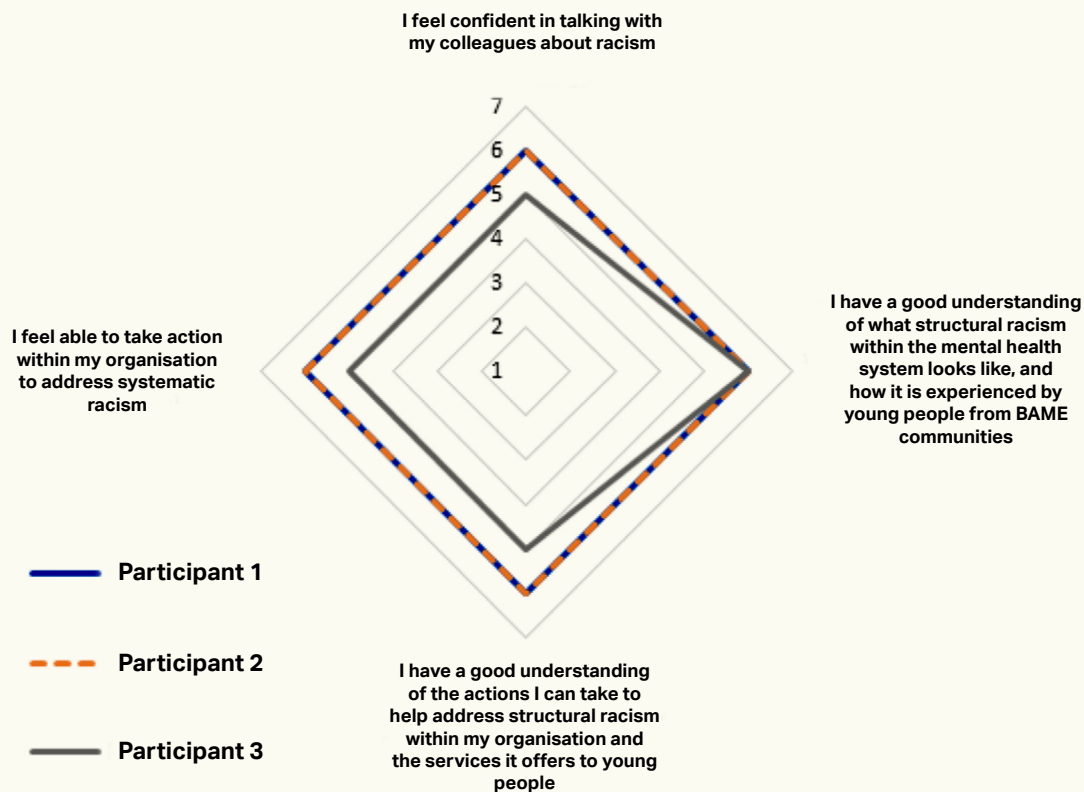 I feel confident in talking with
my colleagues about racism
7
6
5
4
3
2
1
I have a good understanding
of what structural racism
within the mental health
system looks like, and
how it is experienced by
young people from BAME
communities
I feel able to take action
within my organisation
to address systematic
racism
Participant 1
Participant 2
Participant 3
I have a good understanding
of the actions I can take to
help address structural racism
within my organisation and
the services it offers to young
people